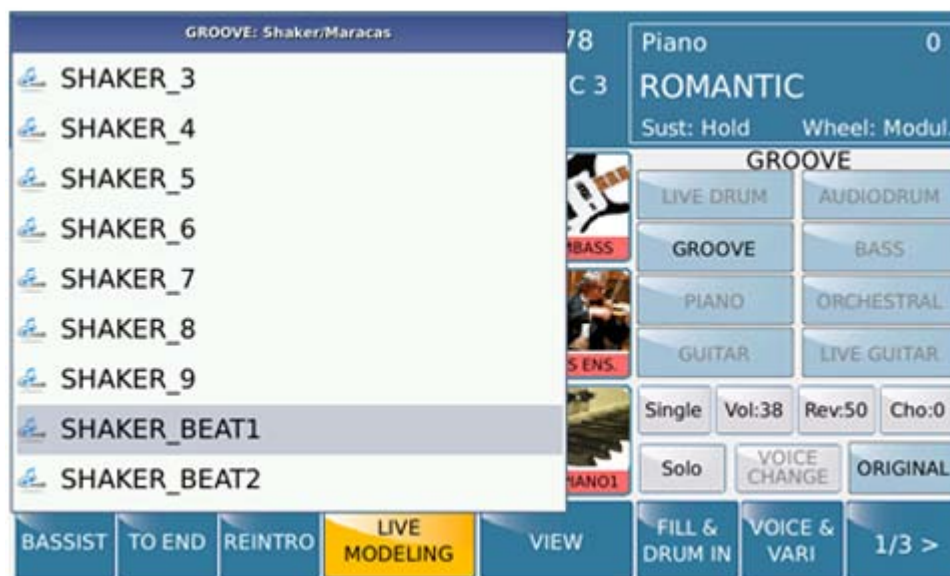 GROOVE: Shaker/Maracas
SHAKER_3
SHAKER_4
SHAKER_5
SHAKER_6
SHAKER_7
SHAKER_8
SHAKER_9
SHAKER_BEAT1
SHAKER_BEAT2
78
C 3
Piano 0
ROMANTIC
Sust: Hold Wheel: Modul
GROOVE
LIVE DRUM AUDIODRUM
GROOVE BASS
PIANO ORCHESTRAL
GUITAR LIVE GUITAR
Single Vol:38 Rev:50 Cho:0
Solo VOICE CHANGE ORIGINAL
BASS
S ENS.
PIANO1
BASSIST TO END REINTRO LIVE MODELING VIEW FILL & DRUM IN VOICE & VARI 1/3 >